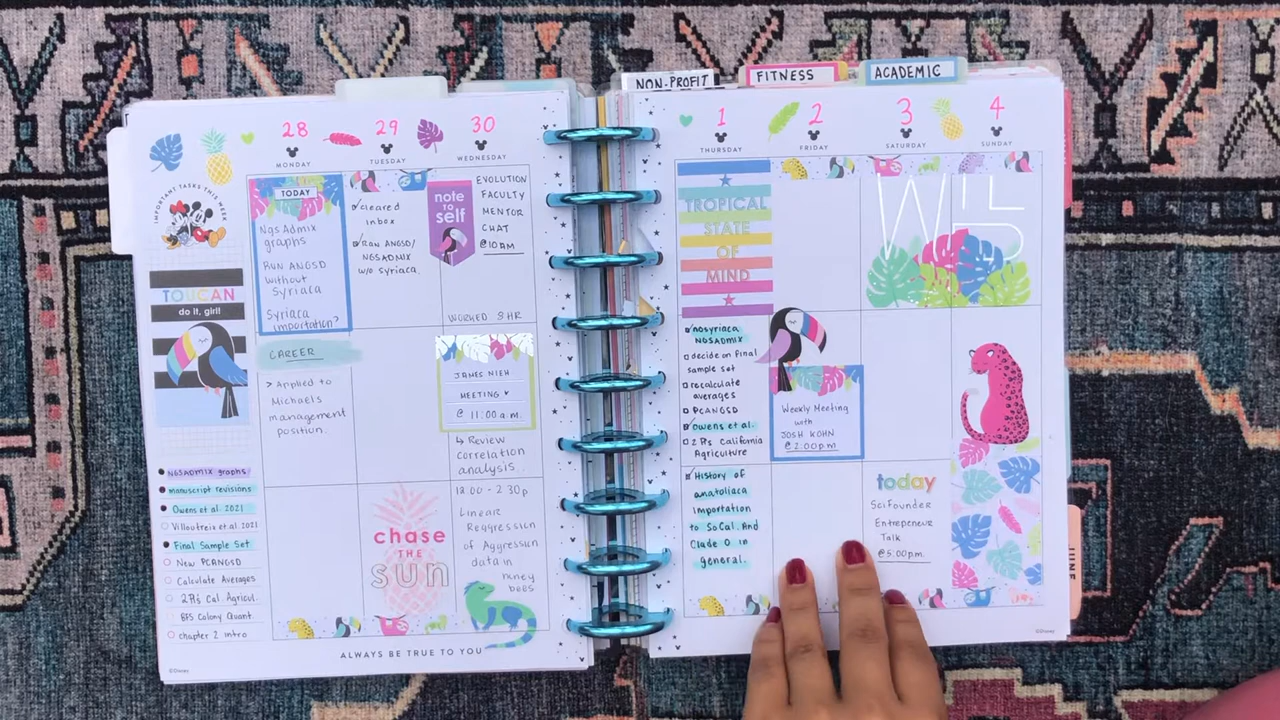 NON-PROFIT
FITNESS
ACADEMIC
28
MONDAY
29
TUESDAY
30
WEDNESDAY
IMPORTANT TASKS THIS WEEK
TOUCAN
do it, girl!
NGSADMIX graphs
manuscript revisions
Owens et al. 2021
Villoutreix et al. 2021
Final Sample Set
New PCANGSD
Calculate Averages
2R's Cal. Agricul.
BFS Colony Quant.
chapter 2 Intro
©Disney
TODAY
Ngs Admix
graphs
RUN ANGSD
without
Syriaca
Syriaca
importation?
CAREER
> Applied to
Michaels
management
position.
cleared
inbox
Ran ANGSD/
NGSADMIX
w/o syriaca.
chase
THE
sun
note
to
self
EVOLUTION
FACULTY
MENTOR
CHAT
@10AM
WORKED 3 HR
JAMES NIEH
MEETING
@ 11:00 a.m.
↳ Review
correlation
analysis.
12:00 - 2:30p
Linear
Regression
of Aggression
data in
honey
bees
ALWAYS BE TRUE TO YOU
1
THURSDAY
2
FRIDAY
3
SATURDAY
4
SUNDAY
TROPICAL
STATE
OF
MIND
nosyriaca
NGSADMIX
decide on final
sample set
recalculate
averages
PCANGSD
Owens et al.
2 R's California
Agriculture
History of
anatoliaca
importation
to SoCal. And
Clade O in
general.
Weekly Meeting
with
JOSH KOHN
@ 2:00pm
WILD
today
SciFounder
Entrepeneur
Talk
@5:00pm.
JUNE
©Disney